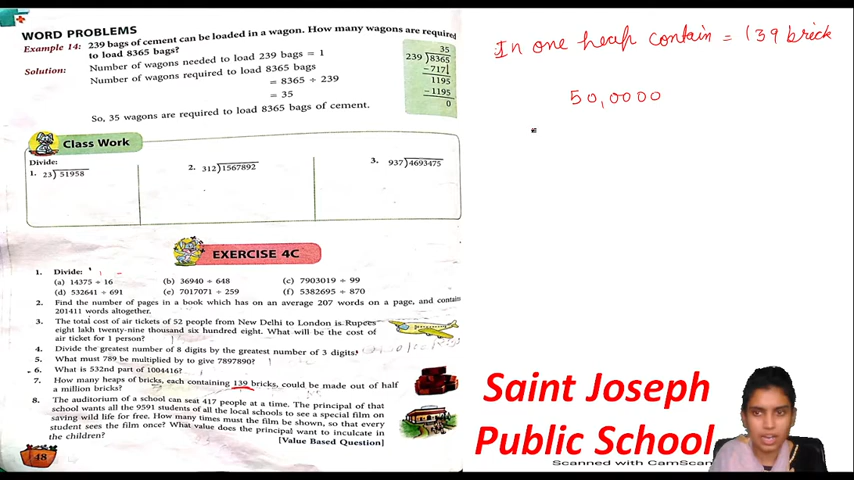 WORD PROBLEMS
Example 14: 239 bags of cement can be loaded in a wagon. How many wagons are required
to load 8365 bags?
Solution: Number of wagons needed to load 239 bags = 1
Number of wagons required to load 8365 bags
= 8365 ÷ 239
= 35
So, 35 wagons are required to load 8365 bags of cement.
35
239 ) 8365
− 717↓
1195
− 1195
0
Class Work
Divide:
1. 23) 51958
2. 312) 1567892
3. 937) 4693475
EXERCISE 4C
1. Divide:
(a) 14375 ÷ 16 (b) 36940 ÷ 648 (c) 7903019 ÷ 99
(d) 532641 ÷ 691 (e) 7017071 ÷ 259 (f) 5382695 ÷ 870
2. Find the number of pages in a book which has on an average 207 words on a page, and contain
201411 words altogether.
3. The total cost of air tickets of 52 people from New Delhi to London is Rupees
eight lakh twenty-nine thousand six hundred eight. What will be the cost of
air ticket for 1 person?
4. Divide the greatest number of 8 digits by the greatest number of 3 digits.
5. What must 789 be multiplied by to give 7897890?
6. What is 532nd part of 1004416?
7. How many heaps of bricks, each containing 139 bricks, could be made out of half
a million bricks?
8. The auditorium of a school can seat 417 people at a time. The principal of that
school wants all the 9591 students of all the local schools to see a special film on
saving wild life for free. How many times must the film be shown, so that every
student sees the film once? What value does the principal want to inculcate in
the children?
[Value Based Question]
48
In one heap contain = 139 brick
50,0000
Saint Joseph
Public School
Scanned with CamScan